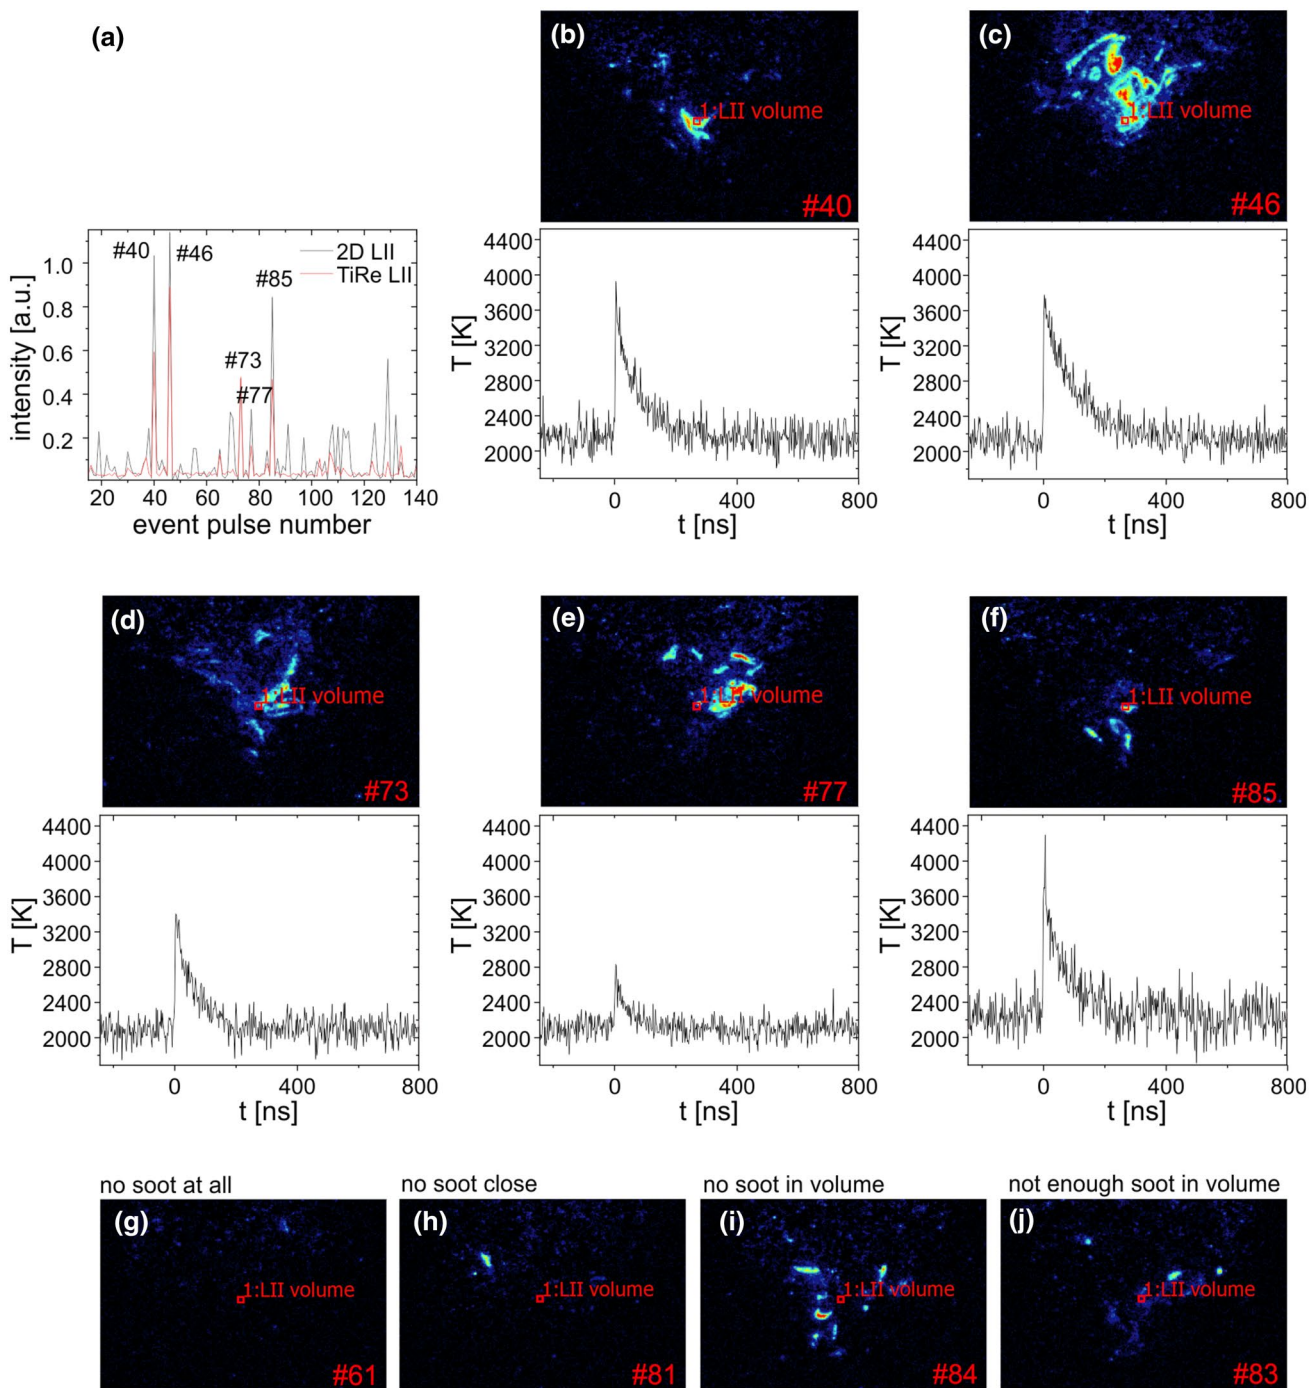 (a)
(b)
1:LII volume
#40
(c)
1:LII volume
#46
#40
#46
2D LII
TiRe LII
#85
#73
#77
intensity [a.u.]
1.0
0.8
0.6
0.4
0.2
20 40 60 80 100 120 140
event pulse number
T [K]
4400
4000
3600
3200
2800
2400
2000
0 400 800
t [ns]
T [K]
4400
4000
3600
3200
2800
2400
2000
0 400 800
t [ns]
(d)
1:LII volume
#73
(e)
1:LII volume
#77
(f)
1:LII volume
#85
T [K]
4400
4000
3600
3200
2800
2400
2000
0 400 800
t [ns]
T [K]
4400
4000
3600
3200
2800
2400
2000
0 400 800
t [ns]
T [K]
4400
4000
3600
3200
2800
2400
2000
0 400 800
t [ns]
no soot at all
(g)
1:LII volume
#61
no soot close
(h)
1:LII volume
#81
no soot in volume
(i)
1:LII volume
#84
not enough soot in volume
(j)
1:LII volume
#83